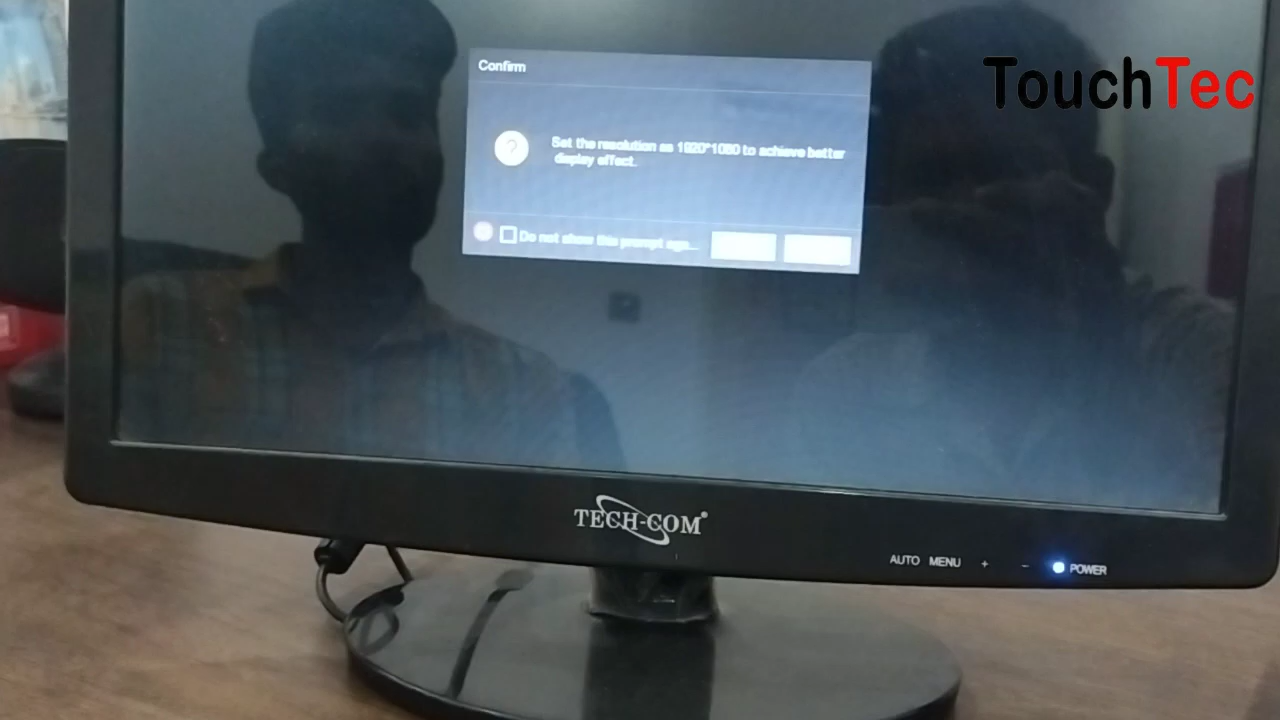 TouchTec
Confirm
Set the resolution as 1920*1080 to achieve better
display effect.
Do not show this prompt aga...
TECH-COM®
AUTO MENU + - POWER